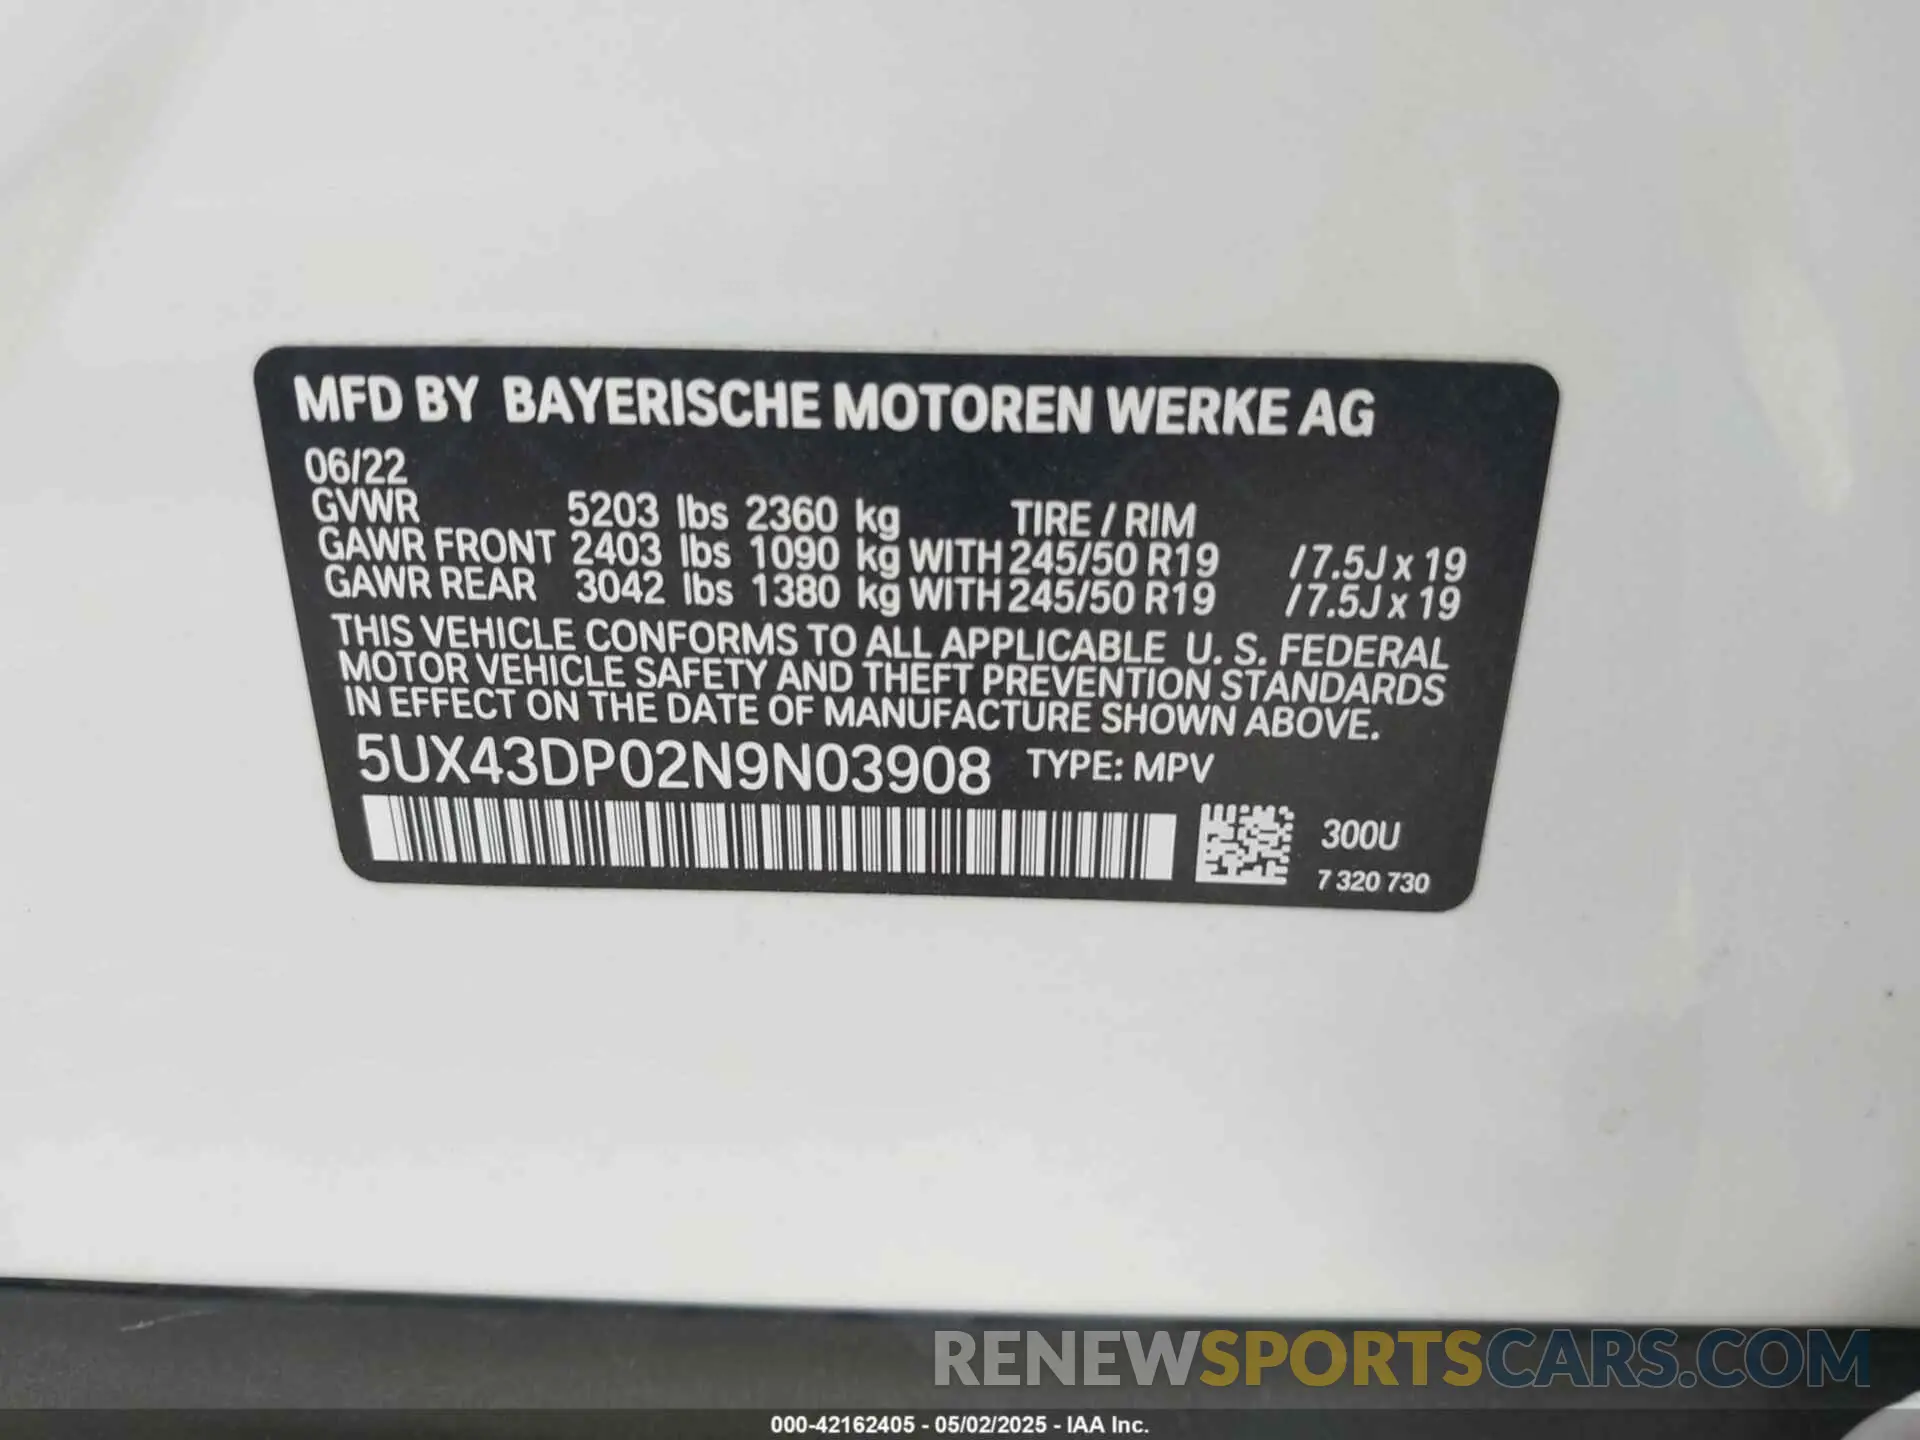 MFD BY BAYERISCHE MOTOREN WERKE AG
06/22
GVWR 5203 lbs 2360 kg TIRE / RIM
GAWR FRONT 2403 lbs 1090 kg WITH 245/50 R19 / 7.5J x 19
GAWR REAR 3042 lbs 1380 kg WITH 245/50 R19 / 7.5J x 19
THIS VEHICLE CONFORMS TO ALL APPLICABLE U. S. FEDERAL
MOTOR VEHICLE SAFETY AND THEFT PREVENTION STANDARDS
IN EFFECT ON THE DATE OF MANUFACTURE SHOWN ABOVE.
5UX43DP02N9N03908 TYPE: MPV
300U
7 320 730
RENEWSPORTSCARS.COM
000-42162405 - 05/02/2025 - IAA Inc.